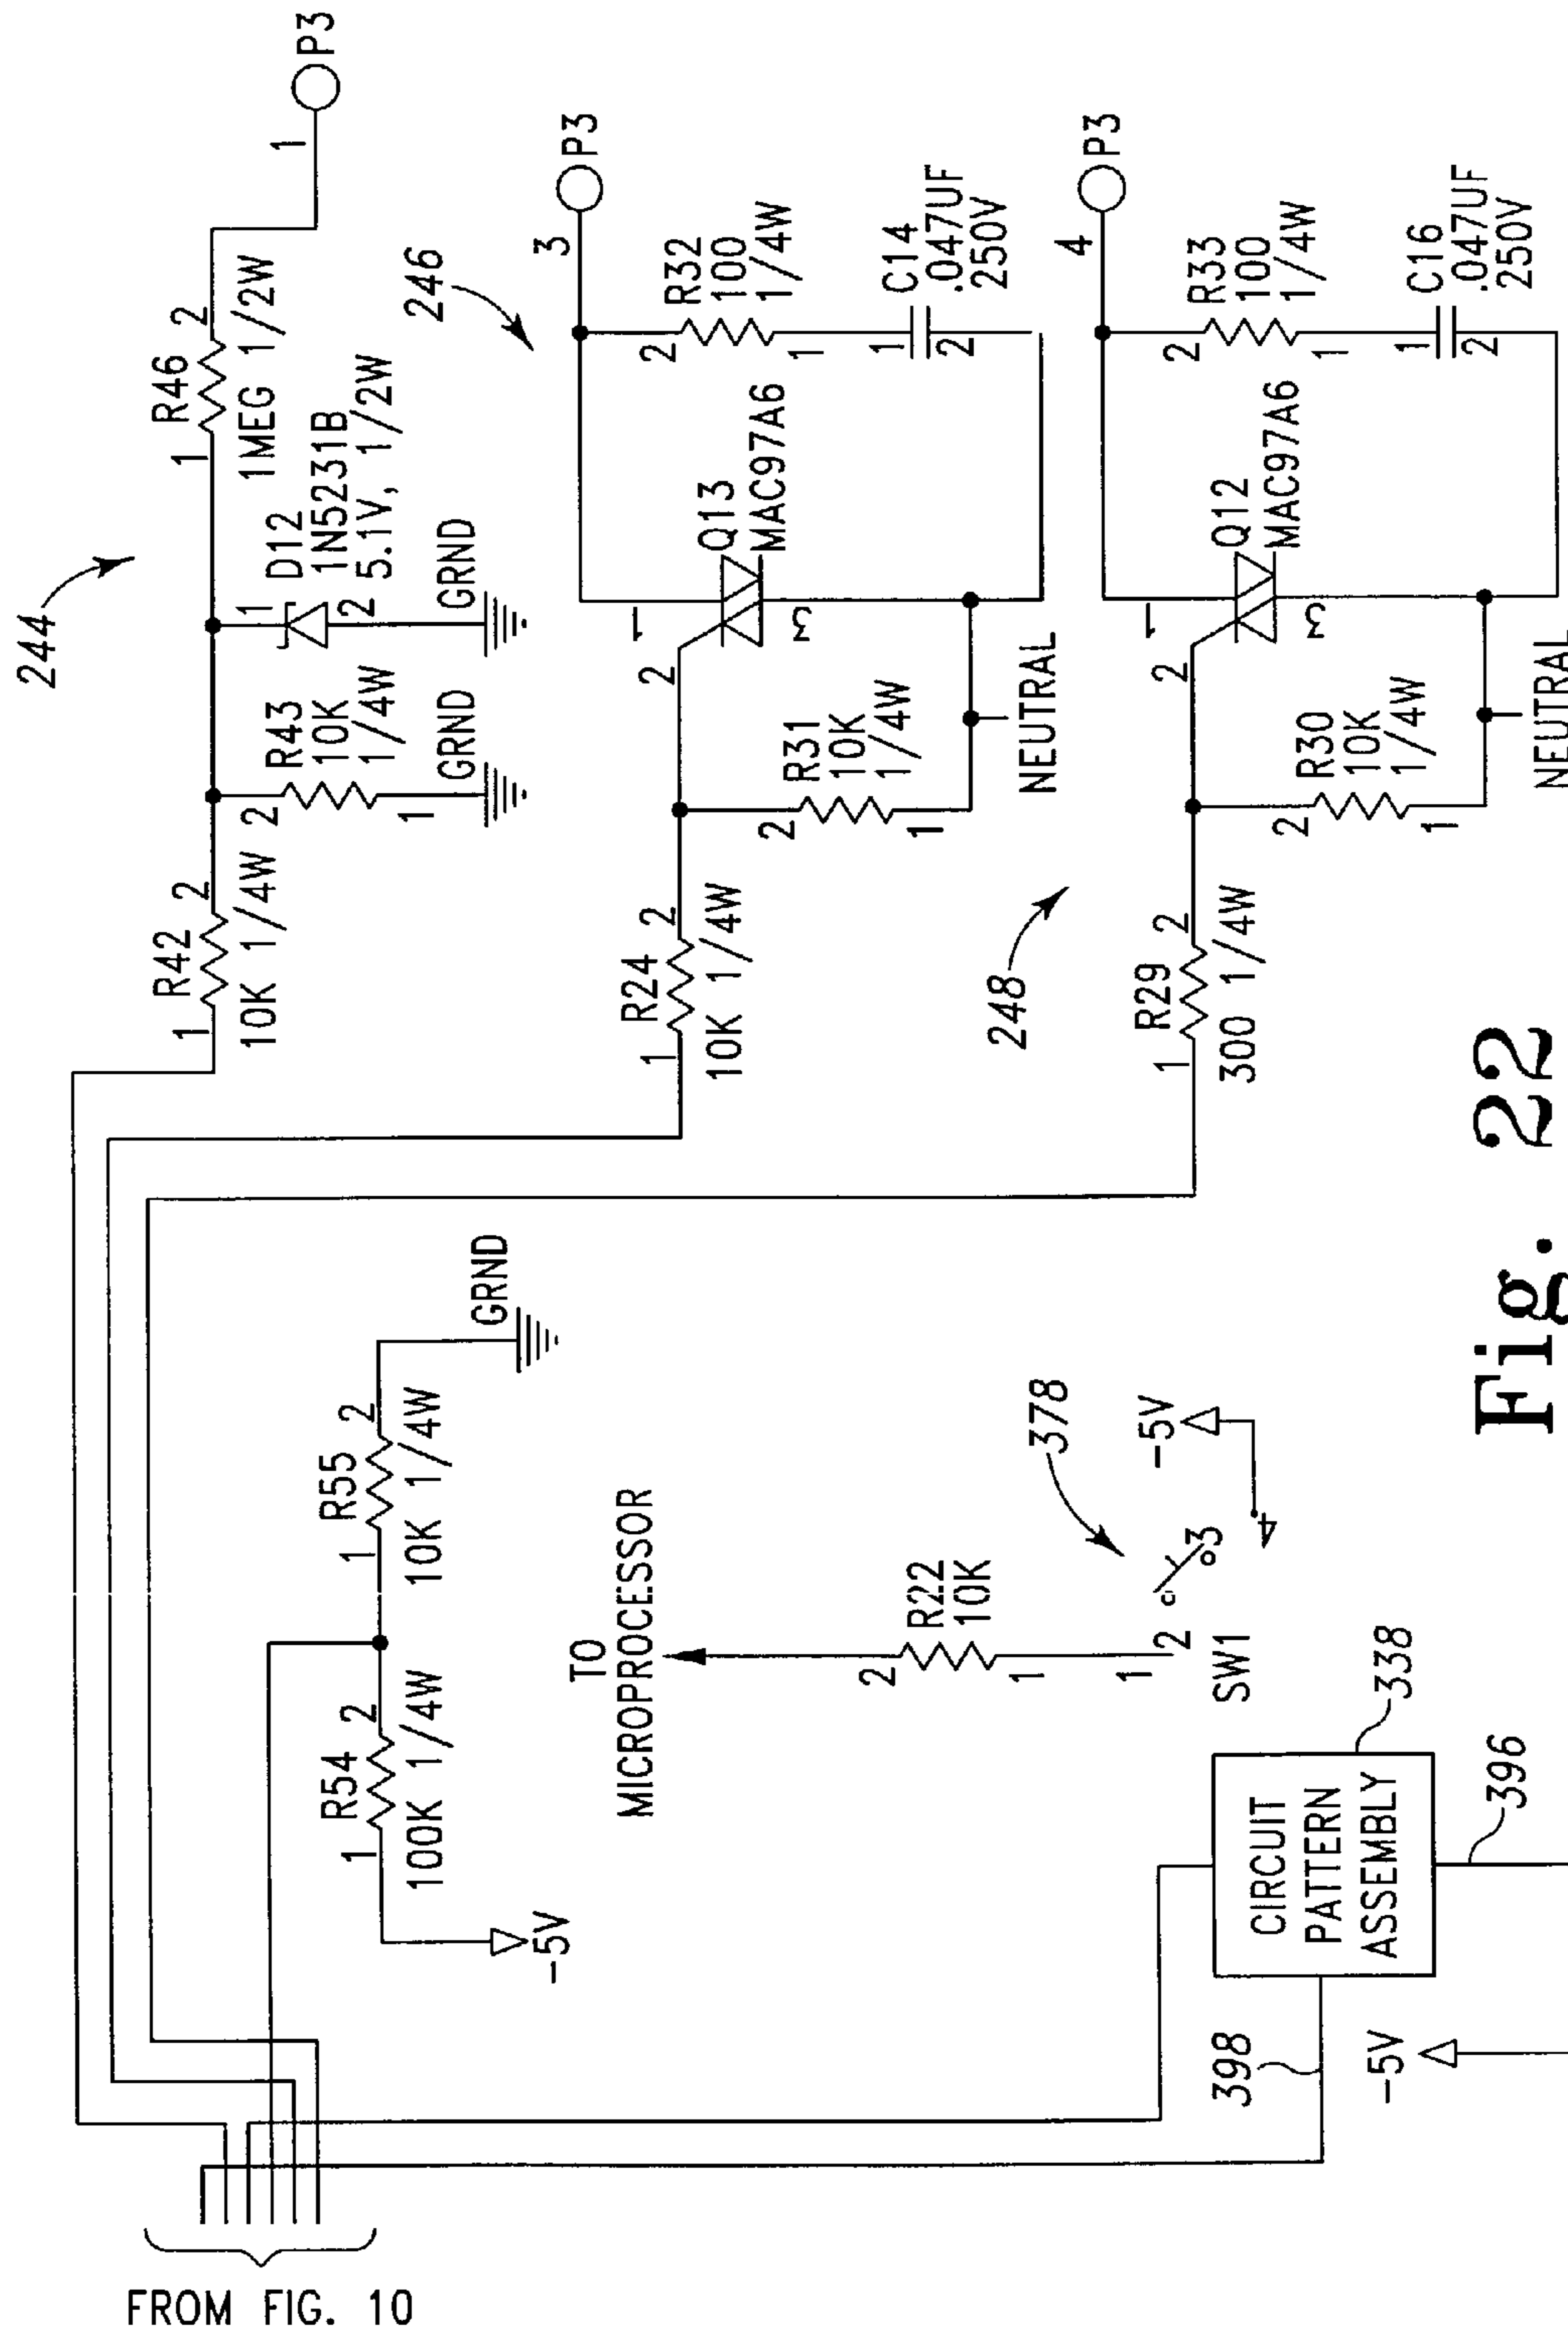 244
R42
1
2
10K 1/4W
R43
10K
1/4W
2
1
GRND
D12
1N5231B
5.1V, 1/2W
1
2
GRND
R46
1
2
1MEG 1/2W
1
P3
246
R24
1
2
10K 1/4W
R31
10K
1/4W
2
1
NEUTRAL
2
1
3
Q13
MAC97A6
3
P3
R32
100
1/4W
2
1
C14
.047UF
250V
1
2
248
R29
1
2
300 1/4W
R30
10K
1/4W
2
1
NEUTRAL
2
1
3
Q12
MAC97A6
4
P3
R33
100
1/4W
2
1
C16
.047UF
250V
1
2
FROM FIG. 10
-5V
R54
1
2
100K 1/4W
R55
1
2
10K 1/4W
GRND
TO
MICROPROCESSOR
R22
10K
2
1
1
2
SW1
3
4
378
-5V
CIRCUIT
PATTERN
ASSEMBLY
338
396
398
-5V
Fig. 22